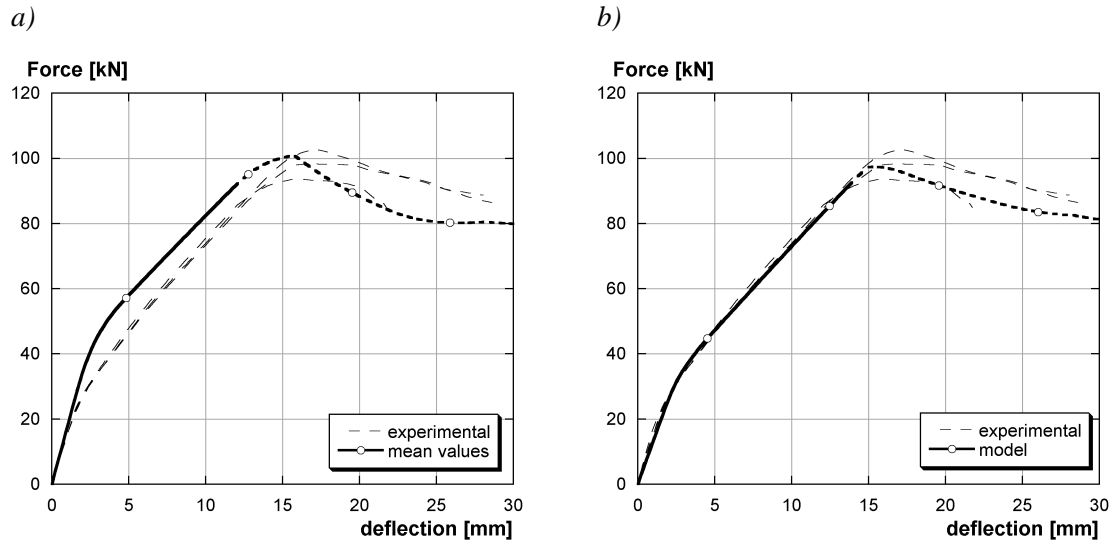 a)
Force [kN]
120
100
80
60
40
20
0
0 5 10 15 20 25 30
deflection [mm]
experimental
mean values
b)
Force [kN]
120
100
80
60
40
20
0
0 5 10 15 20 25 30
deflection [mm]
experimental
model